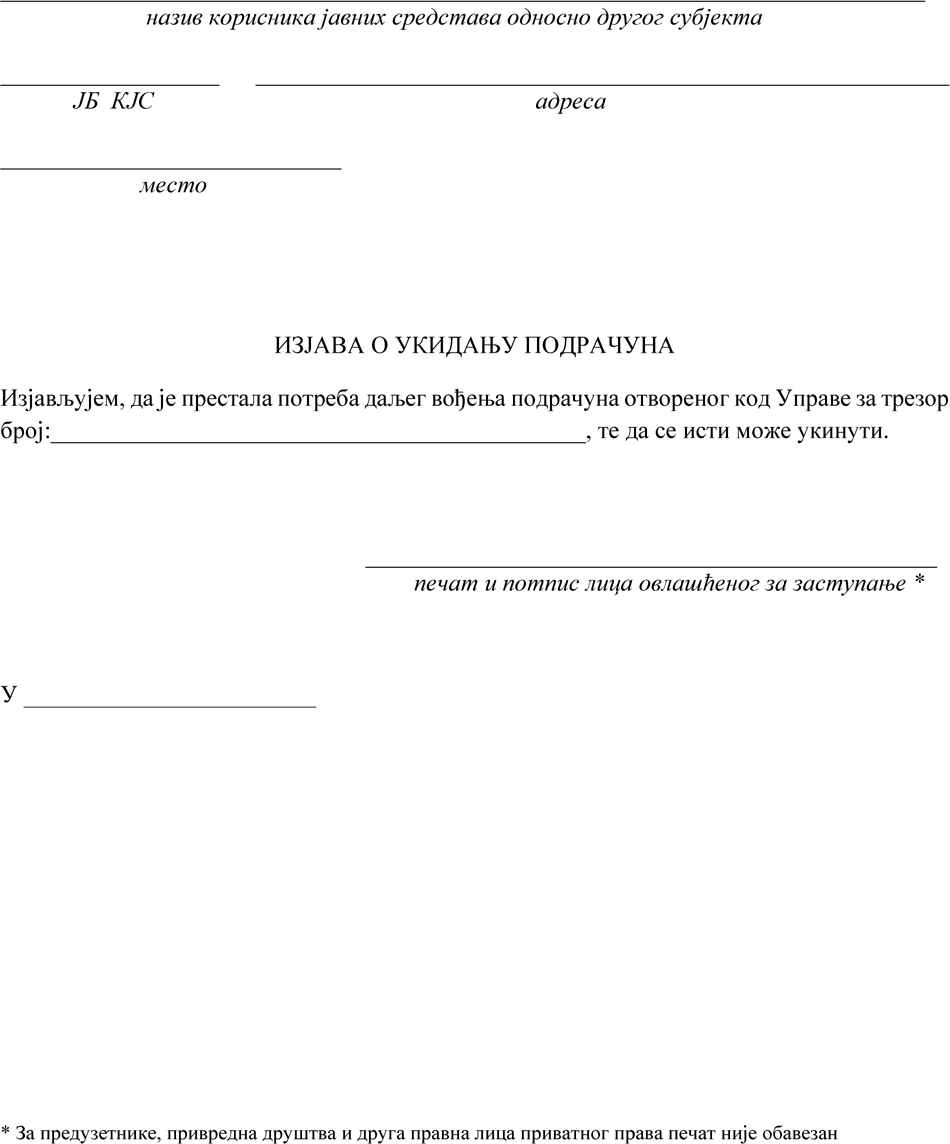 назив корисника јавних средстава односно другог субјекта
ЈБ КЈС адреса
место
ИЗЈАВА О УКИДАЊУ ПОДРАЧУНА
Изјављујем, да је престала потреба даљег вођења подрачуна отвореног код Управе за трезор
број:____________________________________________, те да се исти може укинути.
печат и потпис лица овлашћеног за заступање *
У ________________________
* За предузетнике, привредна друштва и друга правна лица приватног права печат није обавезан